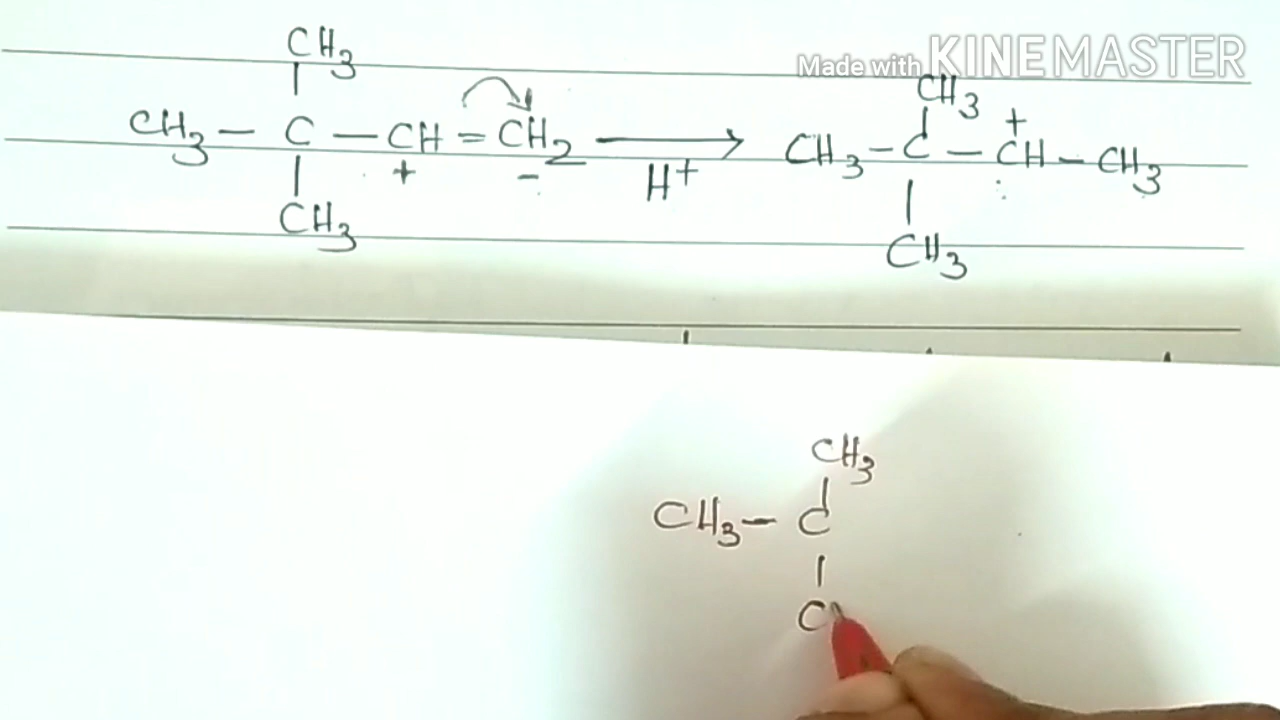 Made with KINEMASTER
CH3
CH3
CH3 – C – CH = CH2 ⟶ CH3 – C – CH – CH3
+
+ -
H+
CH3
CH3
CH3
CH3 – C
C